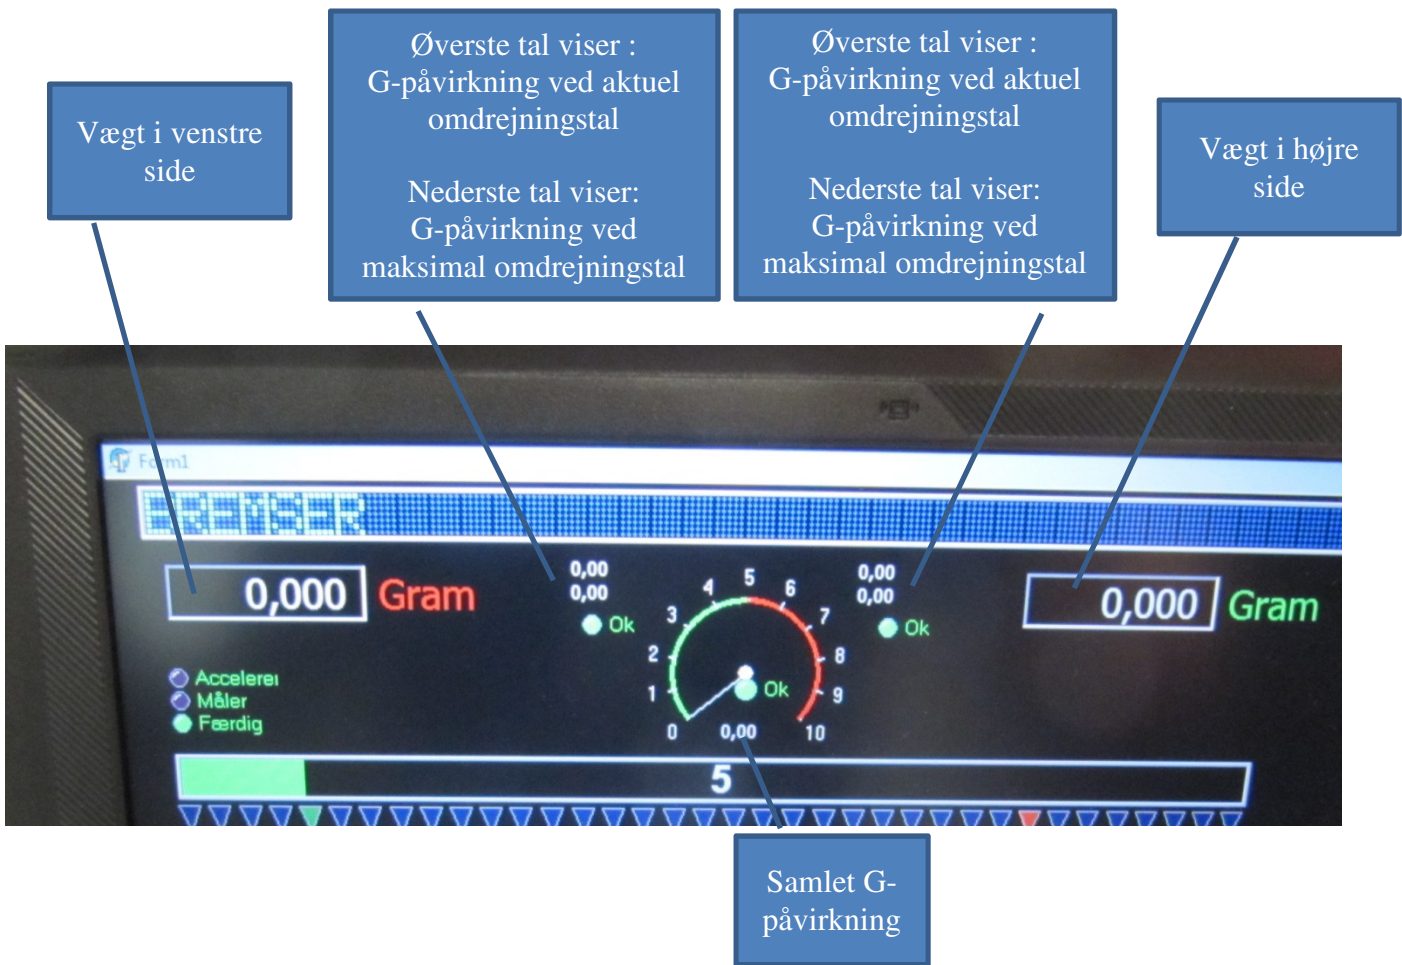 Øverste tal viser :
G-påvirkning ved aktuel
omdrejningstal
Nederste tal viser:
G-påvirkning ved
maksimal omdrejningstal
Øverste tal viser :
G-påvirkning ved aktuel
omdrejningstal
Nederste tal viser:
G-påvirkning ved
maksimal omdrejningstal
Vægt i venstre
side
Vægt i højre
side
Form1
BREMSER
0,000 Gram
0,00
0,00
Ok
0 1 2 3 4 5 6 7 8 9 10
Ok
0,00
0,00
0,00
Ok
0,000 Gram
Accelerer
Måler
Færdig
5
Samlet G-
påvirkning